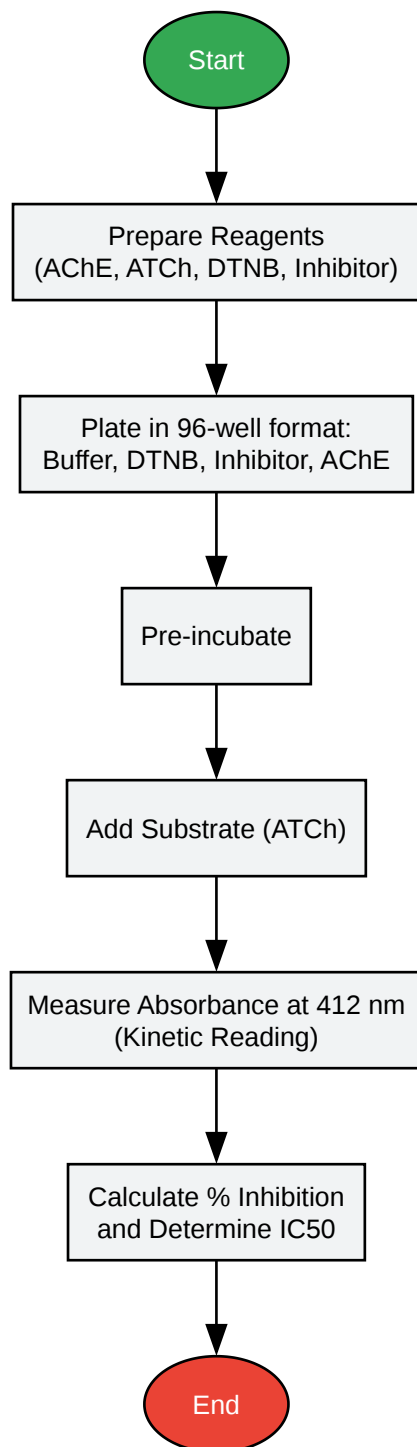 Start
Prepare Reagents
(AChE, ATCh, DTNB, Inhibitor)
Plate in 96-well format:
Buffer, DTNB, Inhibitor, AChE
Pre-incubate
Add Substrate (ATCh)
Measure Absorbance at 412 nm
(Kinetic Reading)
Calculate % Inhibition
and Determine IC50
End